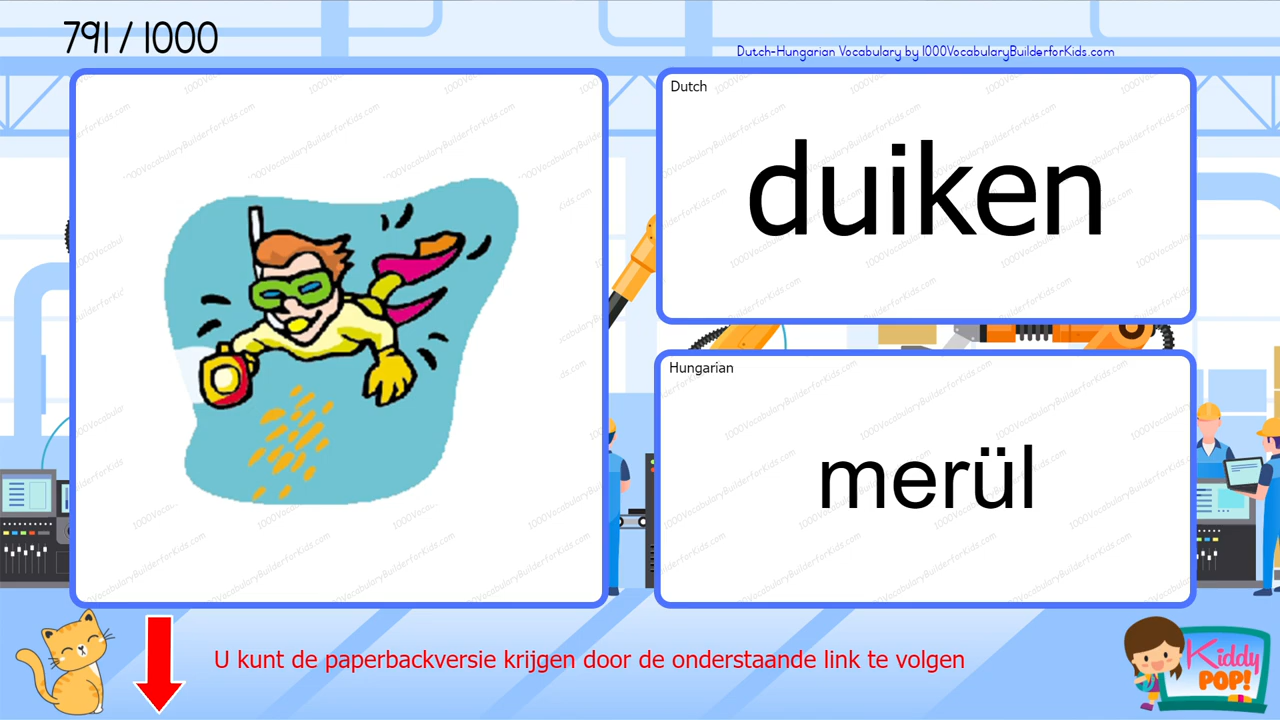 791 / 1000
Dutch-Hungarian Vocabulary by 1000VocabularyBuilderforKids.com
Dutch
duiken
Hungarian
merül
U kunt de paperbackversie krijgen door de onderstaande link te volgen
Kiddy
POP!